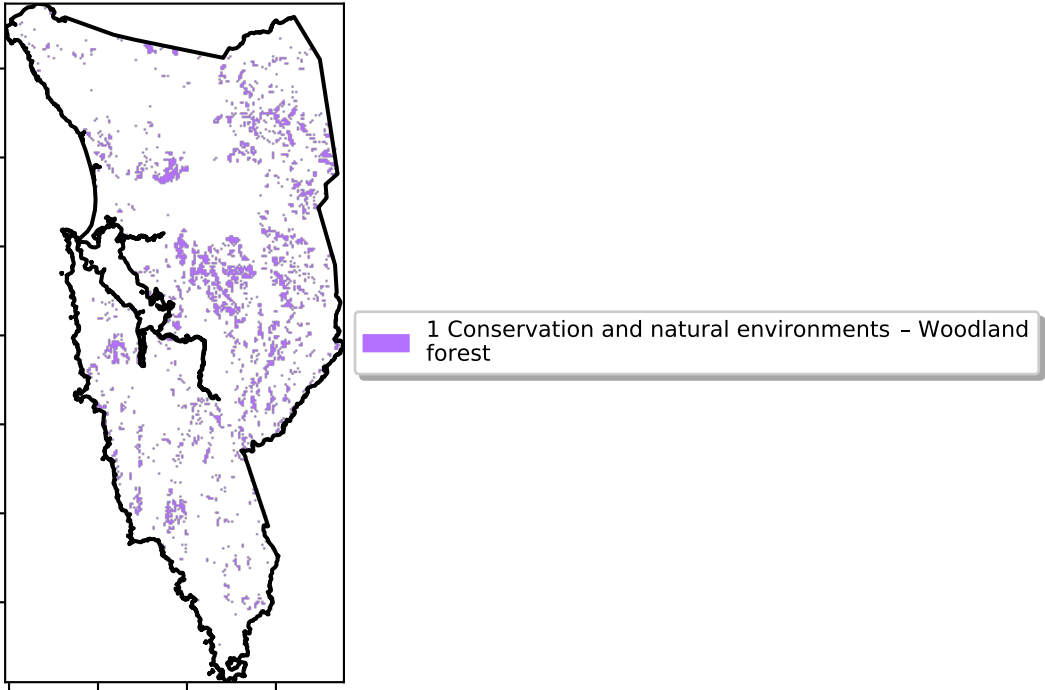 1 Conservation and natural environments – Woodland
forest